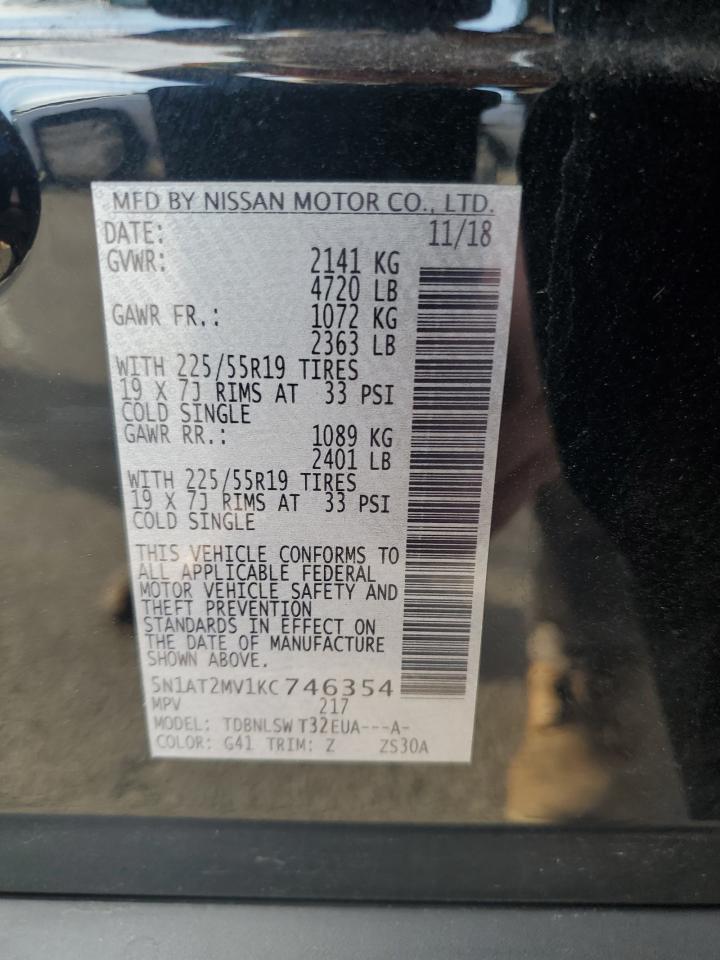 MFD BY NISSAN MOTOR CO., LTD.
DATE: 11/18
GVWR: 2141 KG
4720 LB
GAWR FR.: 1072 KG
2363 LB
WITH 225/55R19 TIRES
19 X 7J RIMS AT 33 PSI
COLD SINGLE
GAWR RR.: 1089 KG
2401 LB
WITH 225/55R19 TIRES
19 X 7J RIMS AT 33 PSI
COLD SINGLE
THIS VEHICLE CONFORMS TO
ALL APPLICABLE FEDERAL
MOTOR VEHICLE SAFETY AND
THEFT PREVENTION
STANDARDS IN EFFECT ON
THE DATE OF MANUFACTURE
SHOWN ABOVE.
5N1AT2MV1KC746354
MPV 217
MODEL: TDBNLSW T32EUA---A-
COLOR: G41 TRIM: Z ZS30A